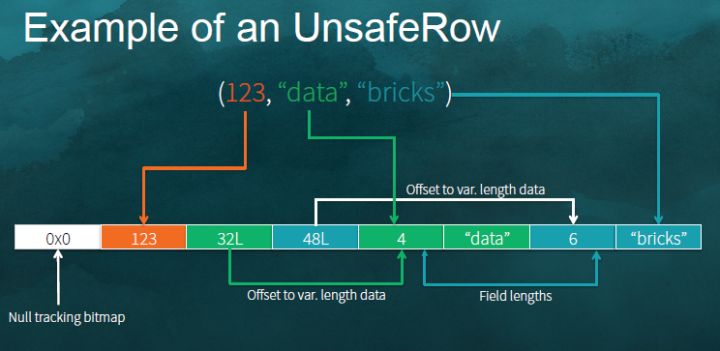 Example of an UnsafeRow
(123, “data”, “bricks”)
Offset to var. length data
0x0 123 32L 48L 4 “data” 6 “bricks”
Offset to var. length data
Field lengths
Null tracking bitmap